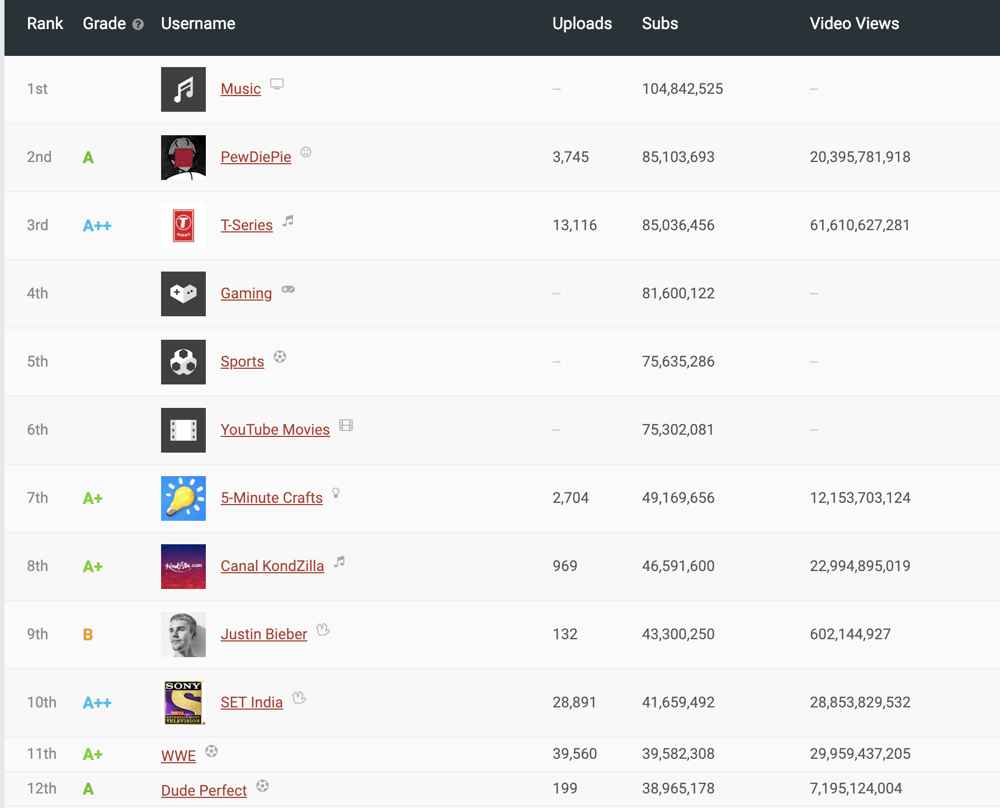 Rank Grade ? Username Uploads Subs Video Views
1st Music -- 104,842,525 --
2nd A PewDiePie 3,745 85,103,693 20,395,781,918
3rd A++ T SERIES T-Series 13,116 85,036,456 61,610,627,281
4th Gaming -- 81,600,122 --
5th Sports -- 75,635,286 --
6th YouTube Movies -- 75,302,081 --
7th A+ 5-Minute Crafts 2,704 49,169,656 12,153,703,124
8th A+ KondZilla.com Canal KondZilla 969 46,591,600 22,994,895,019
9th B Justin Bieber 132 43,300,250 602,144,927
SONY
10th A++ SET India 28,891 41,659,492 28,853,829,532
ENTERTAINMENT
TELEVISION
11th A+ WWE 39,560 39,582,308 29,959,437,205
12th A Dude Perfect 199 38,965,178 7,195,124,004